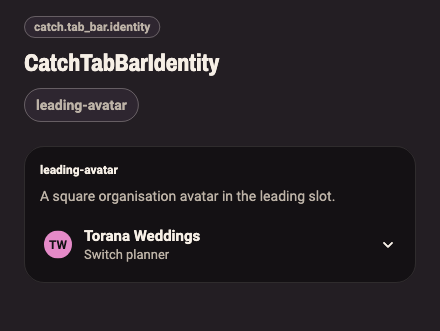 catch.tab_bar.identity
CatchTabBarIdentity
leading-avatar
leading-avatar
A square organisation avatar in the leading slot.
TW
Torana Weddings
Switch planner